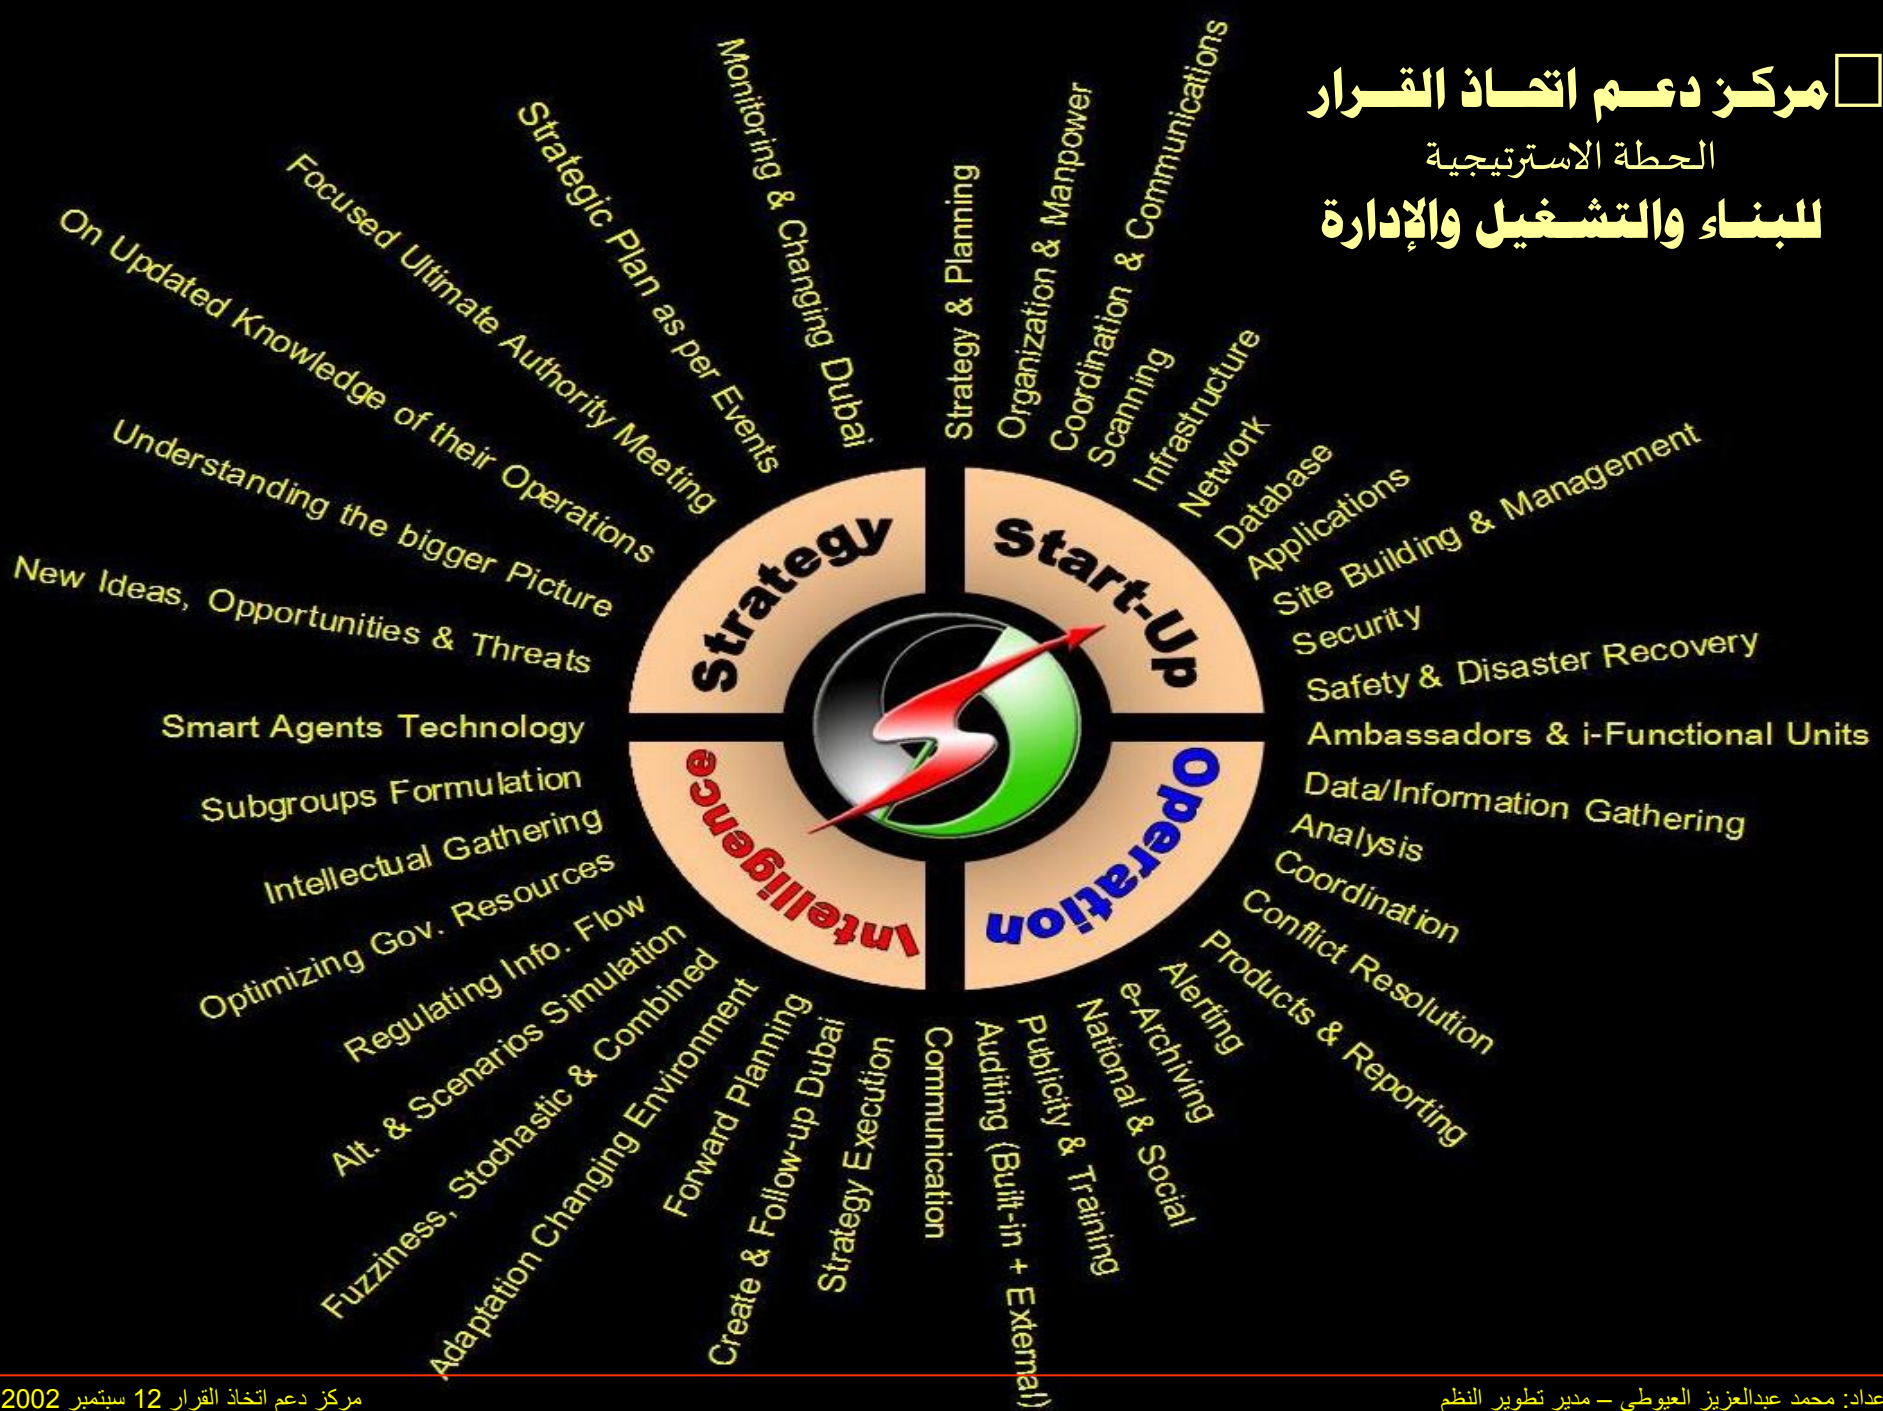 مركـز دعــم اتحــاذ القــرار
الحطة الاسترتيجية
للبنــاء والتشــغيل والإدارة
Strategy & Planning
Organization & Manpower
Coordination & Communications
Scanning
Infrastructure
Network
Database
Applications
Site Building & Management
Security
Safety & Disaster Recovery
Ambassadors & i-Functional Units
Data/Information Gathering
Analysis
Coordination
Conflict Resolution
Products & Reporting
Alerting
e-Archiving
National & Social
Publicity & Training
Auditing (Built-in + External)
Communication
Strategy Execution
Create & Follow-up Dubai
Forward Planning
Adaptation Changing Environment
Fuzziness, Stochastic & Combined
Alt. & Scenarios Simulation
Regulating Info. Flow
Optimizing Gov. Resources
Intellectual Gathering
Subgroups Formulation
Smart Agents Technology
New Ideas, Opportunities & Threats
Understanding the bigger Picture
On Updated Knowledge of their Operations
Focused Ultimate Authority Meeting
Strategic Plan as per Events
Monitoring & Changing Dubai
Strategy
Start-Up
Operation
Intelligence
عداد: محمد عبدالعزيز العيوطي – مدير تطوير النظم
مركز دعم اتخاذ القرار 12 سبتمبر 2002